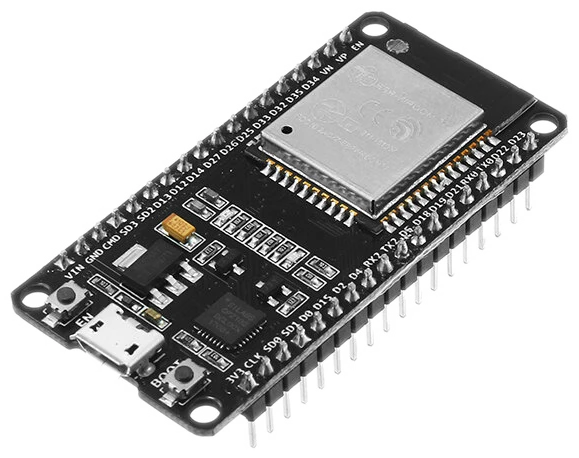 VIN GND CMD SD3 SD2 D13 D12 D14 D27 D26 D25 D33 D32 D35 D34 VN VP EN
EN
BOOT
3V3 CLK SD0 SD1 D0 D15 D2 D4 RX2 TX2 D5 D18 D19 D21 RX0 TX0 D22 D23